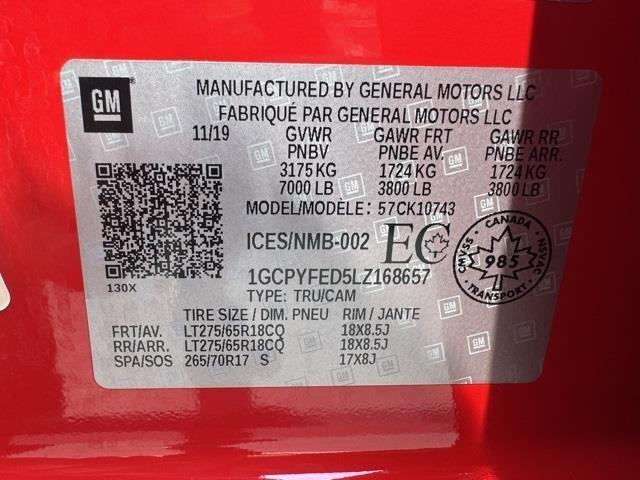 GM
MANUFACTURED BY GENERAL MOTORS LLC
FABRIQUÉ PAR GENERAL MOTORS LLC
11/19 GVWR GAWR FRT GAWR RR
PNBV PNBE AV. PNBE ARR.
3175 KG 1724 KG 1724 KG
7000 LB 3800 LB 3800 LB
MODEL/MODÈLE: 57CK10743
ICES/NMB-002 EC
CANADA
CMVSS 985 NSVAC
130X
1GCPYFED5LZ168657
TYPE: TRU/CAM
TIRE SIZE / DIM. PNEU RIM / JANTE
FRT/AV. LT275/65R18CQ 18X8.5J
RR/ARR. LT275/65R18CQ 18X8.5J
SPA/SOS 265/70R17 S 17X8J